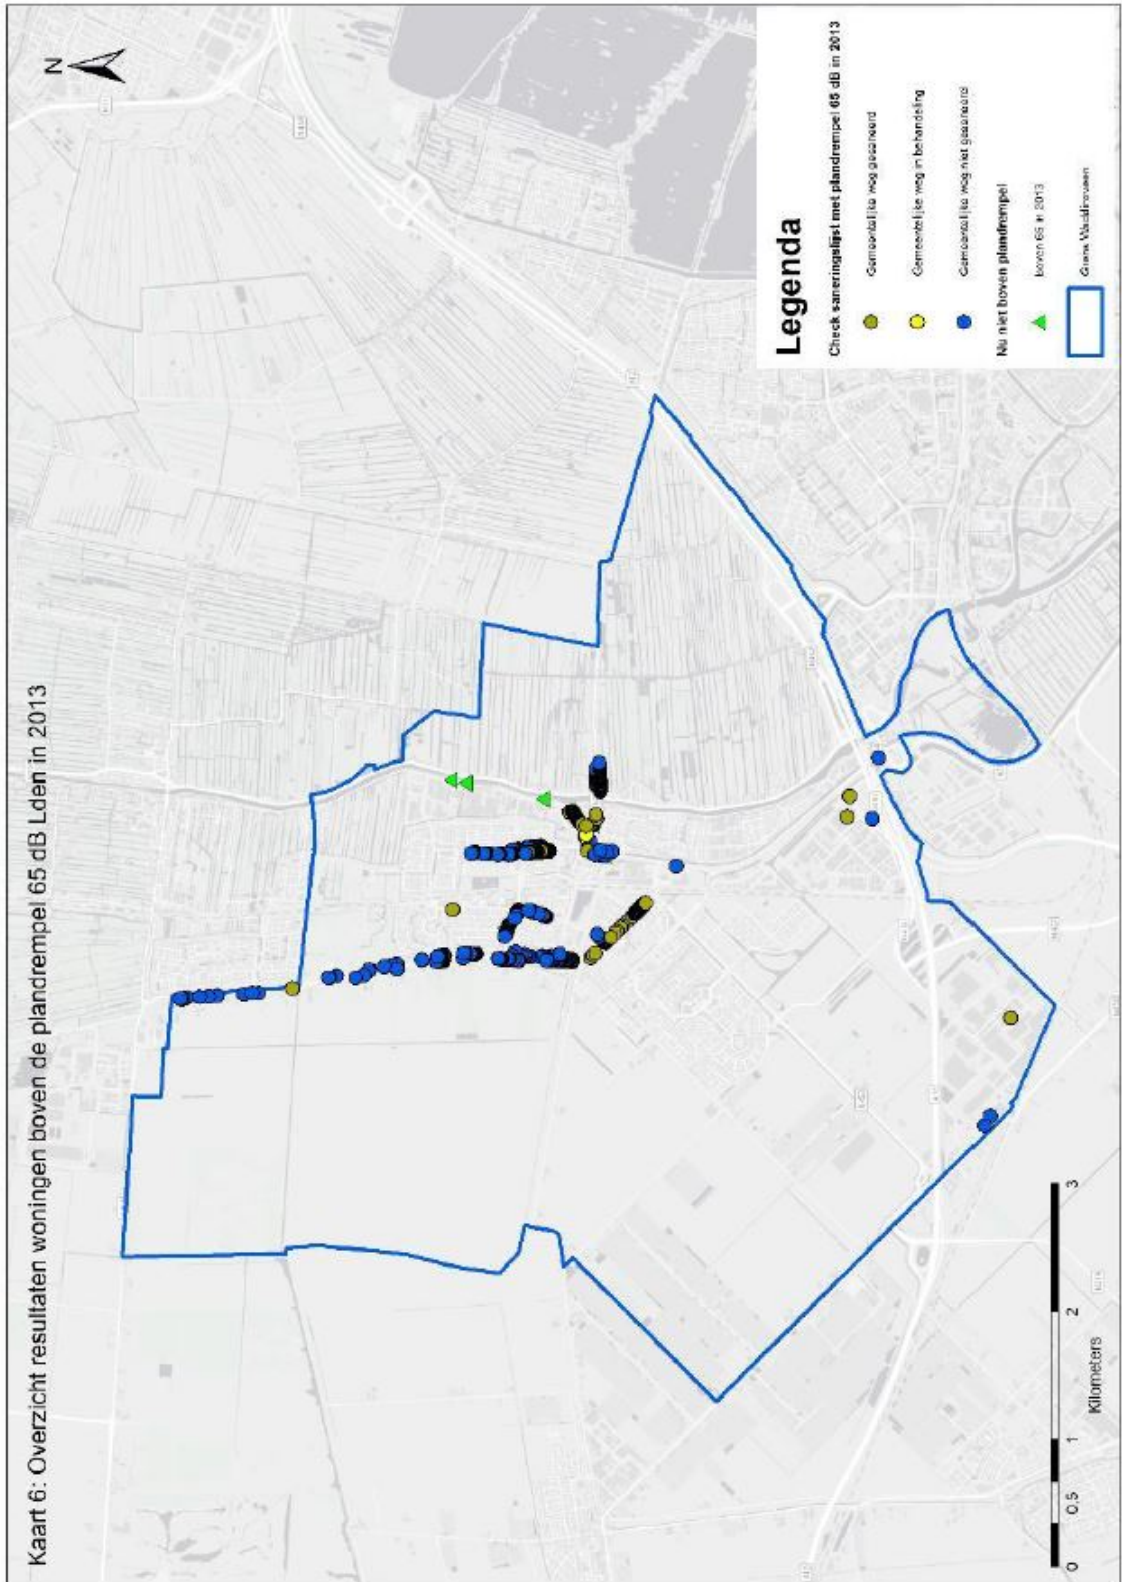 Kaart 6: Overzicht resultaten woningen boven de plandrempel 65 dB Lden in 2013
N
Legenda
Check saneringslijst met plandrempel 65 dB in 2013
Gemeentelijke weg gesaneerd
Gemeentelijke weg in behandeling
Gemeentelijke weg niet gesaneerd
Nu niet boven plandrempel
boven 65 in 2013
Grens Waddinxveen
0 0,5 1 2 3
Kilometers